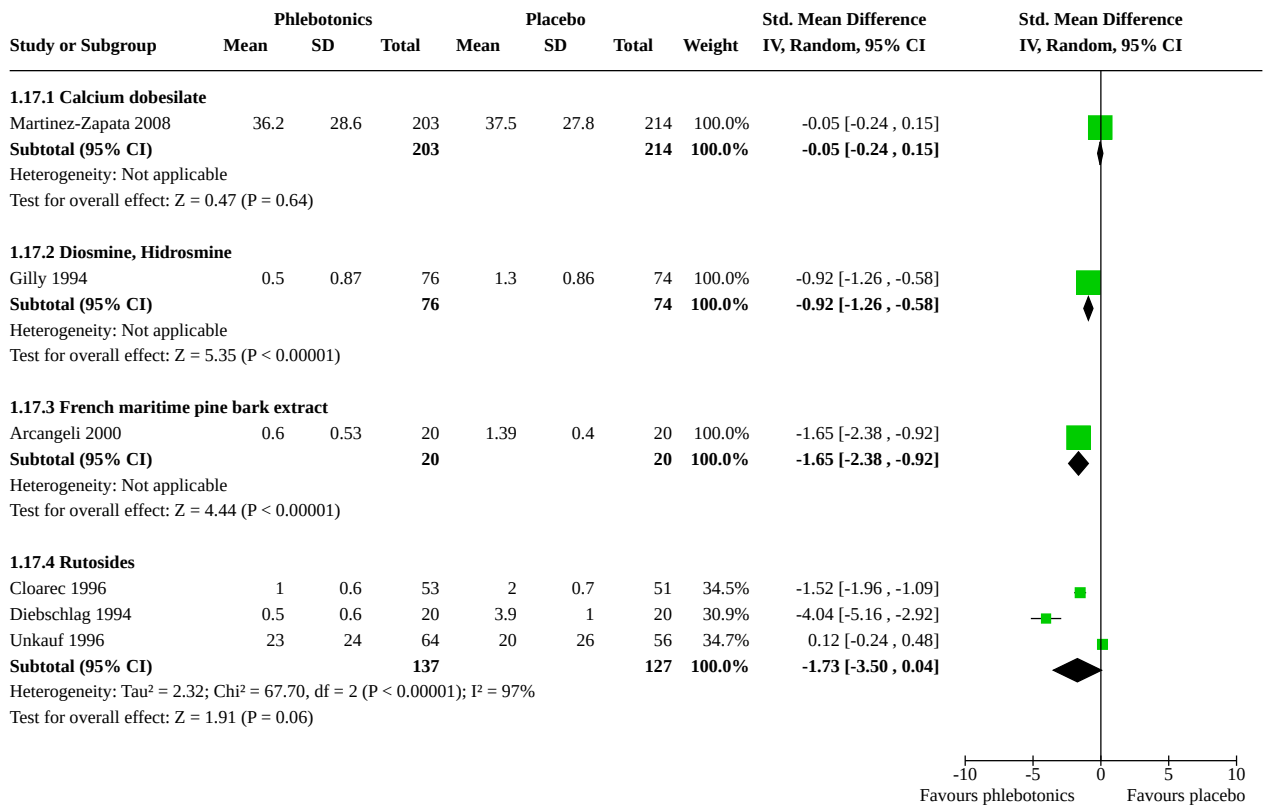 Phlebotonics Placebo Std. Mean Difference Std. Mean Difference
Study or Subgroup Mean SD Total Mean SD Total Weight IV, Random, 95% CI IV, Random, 95% CI
1.17.1 Calcium dobesilate
Martinez-Zapata 2008 36.2 28.6 203 37.5 27.8 214 100.0% -0.05 [-0.24 , 0.15]
Subtotal (95% CI) 203 214 100.0% -0.05 [-0.24 , 0.15]
Heterogeneity: Not applicable
Test for overall effect: Z = 0.47 (P = 0.64)
1.17.2 Diosmine, Hidrosmine
Gilly 1994 0.5 0.87 76 1.3 0.86 74 100.0% -0.92 [-1.26 , -0.58]
Subtotal (95% CI) 76 74 100.0% -0.92 [-1.26 , -0.58]
Heterogeneity: Not applicable
Test for overall effect: Z = 5.35 (P < 0.00001)
1.17.3 French maritime pine bark extract
Arcangeli 2000 0.6 0.53 20 1.39 0.4 20 100.0% -1.65 [-2.38 , -0.92]
Subtotal (95% CI) 20 20 100.0% -1.65 [-2.38 , -0.92]
Heterogeneity: Not applicable
Test for overall effect: Z = 4.44 (P < 0.00001)
1.17.4 Rutosides
Cloarec 1996 1 0.6 53 2 0.7 51 34.5% -1.52 [-1.96 , -1.09]
Diebschlag 1994 0.5 0.6 20 3.9 1 20 30.9% -4.04 [-5.16 , -2.92]
Unkauf 1996 23 24 64 20 26 56 34.7% 0.12 [-0.24 , 0.48]
Subtotal (95% CI) 137 127 100.0% -1.73 [-3.50 , 0.04]
Heterogeneity: Tau² = 2.32; Chi² = 67.70, df = 2 (P < 0.00001); I² = 97%
Test for overall effect: Z = 1.91 (P = 0.06)
-10 -5 0 5 10
Favours phlebotonics Favours placebo